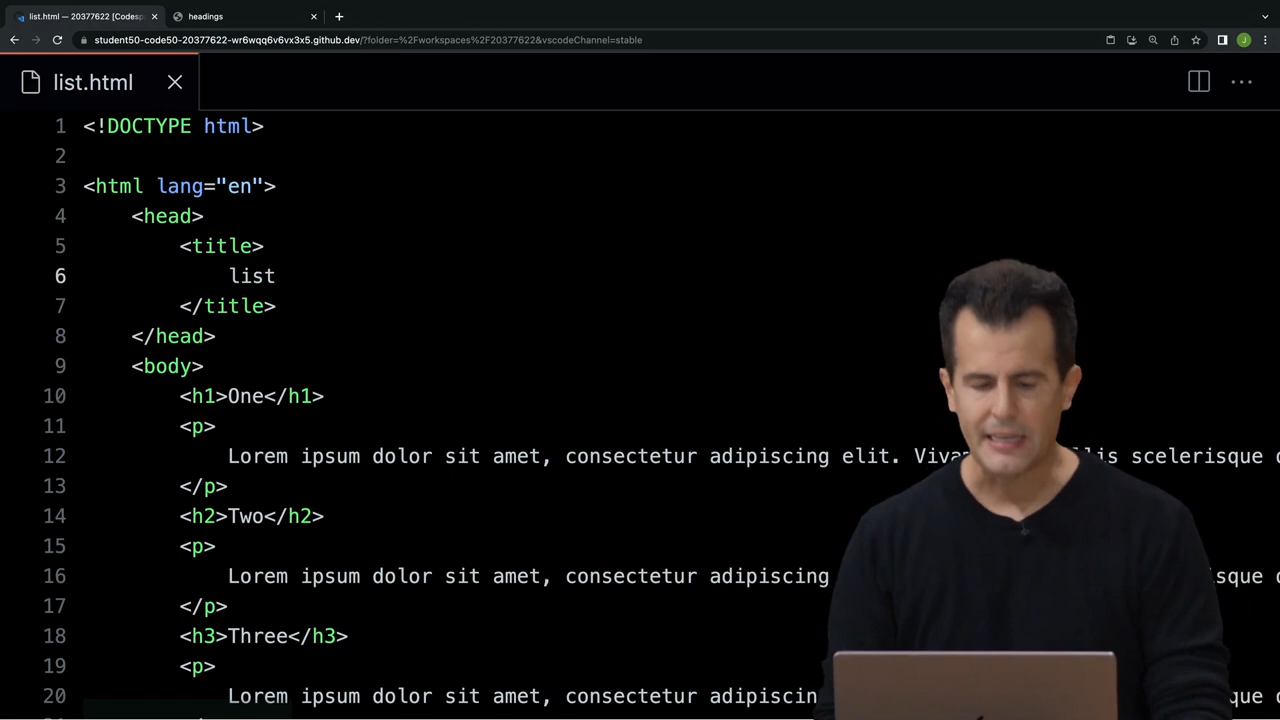 list.html — 20377622 [Codesp
headings
student50-code50-20377622-wr6wqq6v6vx3x5.github.dev/?folder=%2Fworkspaces%2F20377622&vscodeChannel=stable
J
list.html
1 <!DOCTYPE html>
2
3 <html lang="en">
4 <head>
5 <title>
6 list
7 </title>
8 </head>
9 <body>
10 <h1>One</h1>
11 <p>
12 Lorem ipsum dolor sit amet, consectetur adipiscing elit. scelerisque
13 </p>
14 <h2>Two</h2>
15 <p>
16 Lorem ipsum dolor sit amet, consectetur adipiscing
17 </p>
18 <h3>Three</h3>
19 <p>
20 Lorem ipsum dolor sit amet, consectetur